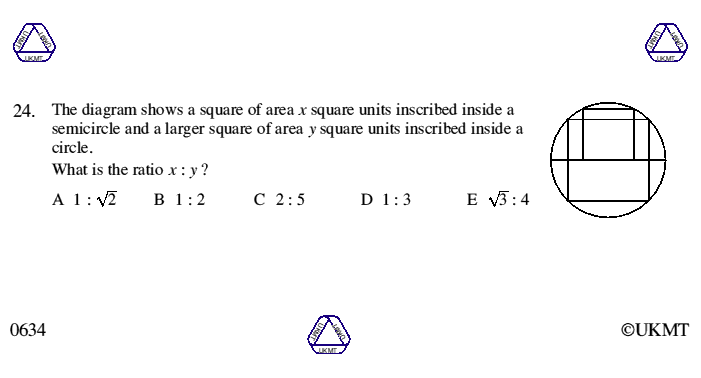 UKMT UKMT UKMT
UKMT UKMT UKMT
24. The diagram shows a square of area x square units inscribed inside a
semicircle and a larger square of area y square units inscribed inside a
circle.
What is the ratio x : y ?
A 1 : √2 B 1 : 2 C 2 : 5 D 1 : 3 E √3 : 4
0634
UKMT UKMT UKMT
©UKMT